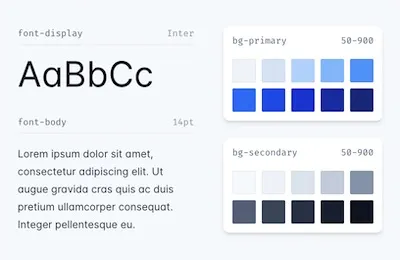 font-display Inter
AaBbCc
font-body 14pt
Lorem ipsum dolor sit amet,
consectetur adipiscing elit. Ut
augue gravida cras quis ac duis
pretium ullamcorper consequat.
Integer pellentesque eu.
bg-primary 50-900
bg-secondary 50-900